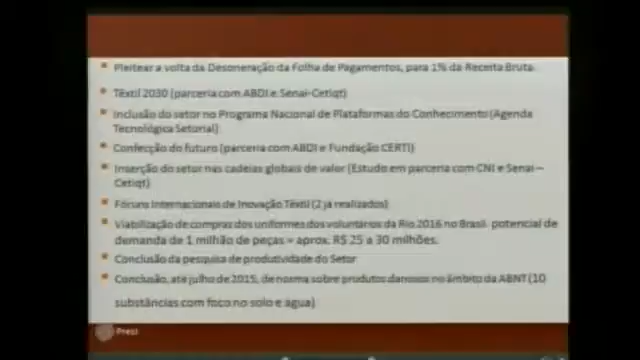 Pleitear a volta da Desoneração da Folha de Pagamentos, para 1% da Receita Bruta.
Têxtil 2030 (parceria com ABDI e Senai-Cetiqt)
Inclusão do setor no Programa Nacional de Plataformas do Conhecimento (Agenda
Tecnológica Setorial)
Confecção do futuro (parceria com ABDI e Fundação CERTI)
Inserção do setor nas cadeias globais de valor (Estudo em parceria com CNI e Senai –
Cetiqt)
Fóruns Internacionais de Inovação Têxtil (2 já realizados)
Viabilização de compras dos uniformes dos voluntários da Rio 2016 no Brasil potencial de
demanda de 1 milhão de peças = aprox. R$ 25 a 30 milhões.
Conclusão da pesquisa de produtividade do Setor
Conclusão, até julho de 2015, de norma sobre produtos danosos no âmbito da ABNT (10
substâncias com foco no solo e agua)
Prezi